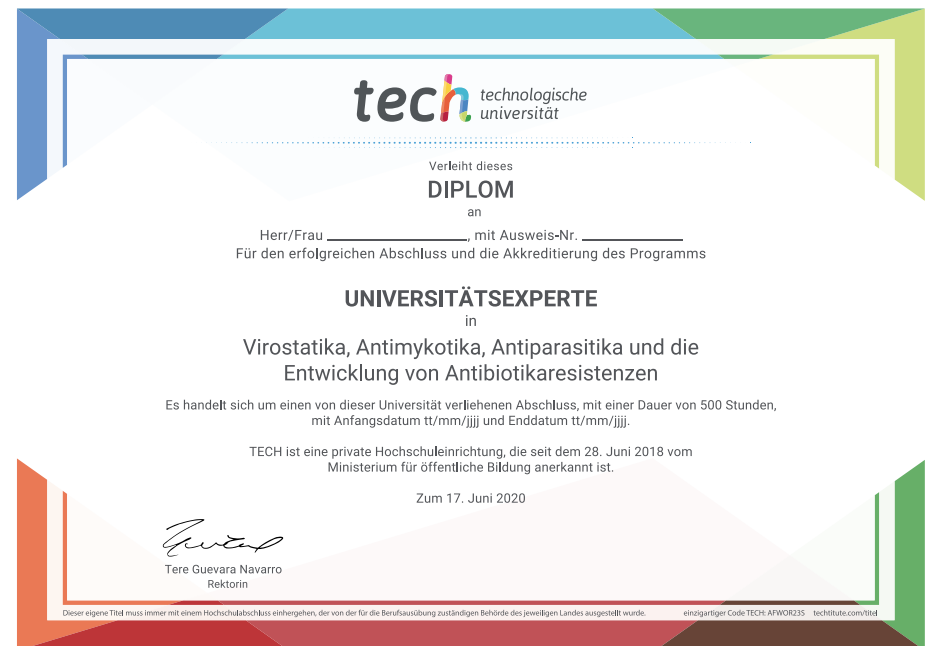 tech technologische
universität
Verleiht dieses
DIPLOM
an
Herr/Frau ____________________, mit Ausweis-Nr. ______________
Für den erfolgreichen Abschluss und die Akkreditierung des Programms
UNIVERSITÄTSEXPERTE
in
Virostatika, Antimykotika, Antiparasitika und die
Entwicklung von Antibiotikaresistenzen
Es handelt sich um einen von dieser Universität verliehenen Abschluss, mit einer Dauer von 500 Stunden,
mit Anfangsdatum tt/mm/jjjj und Enddatum tt/mm/jjjj.
TECH ist eine private Hochschuleinrichtung, die seit dem 28. Juni 2018 vom
Ministerium für öffentliche Bildung anerkannt ist.
Zum 17. Juni 2020
Tere Guevara Navarro
Rektorin
Dieser eigene Titel muss immer mit einem Hochschulabschluss einhergehen, der von der für die Berufsausübung zuständigen Behörde des jeweiligen Landes ausgestellt wurde. einzigartiger Code TECH: AFWOR23S techtitute.com/titel